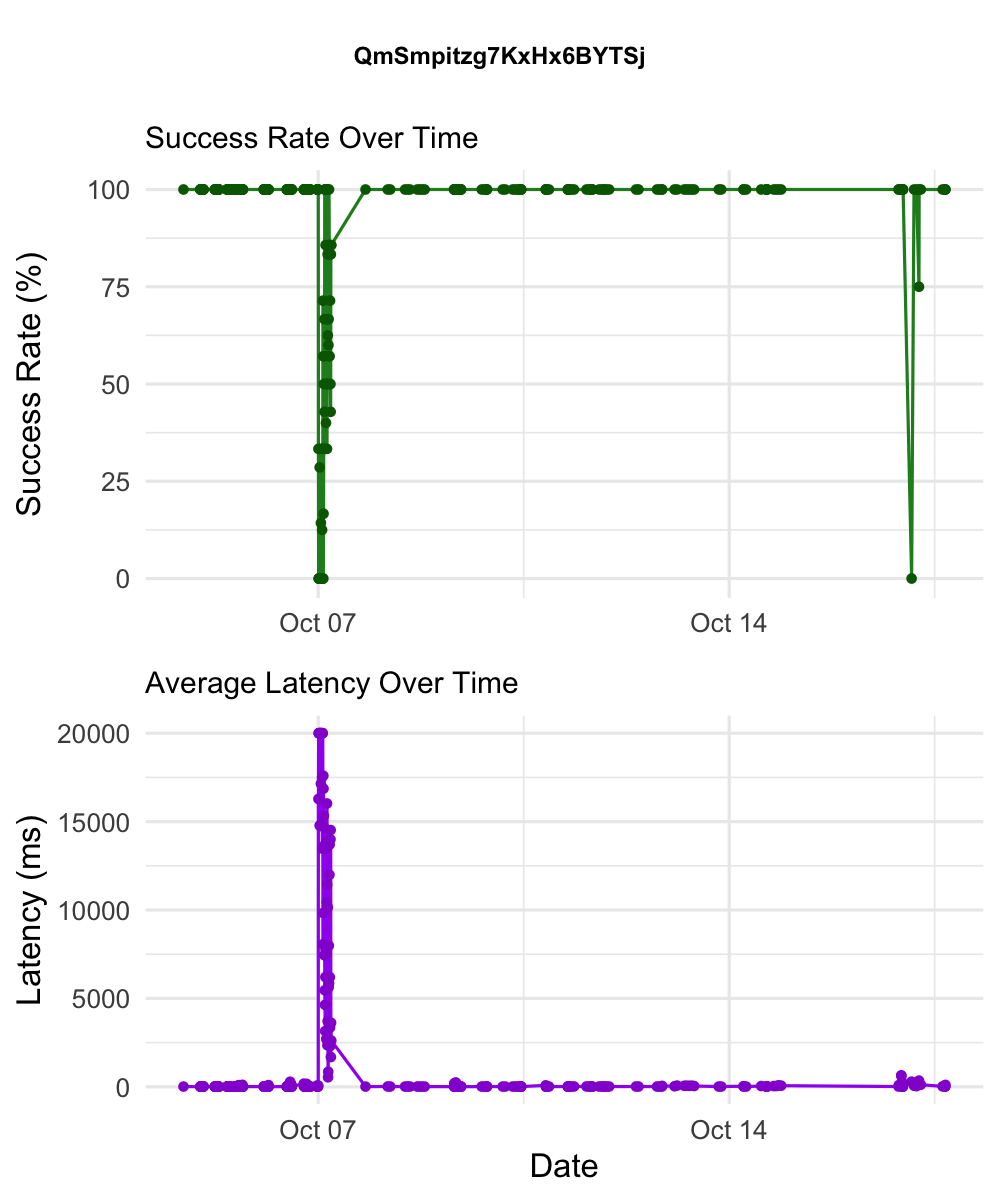 QmSmpitzg7KxHx6BYTSj
Success Rate Over Time
Success Rate (%)
100
75
50
25
0
Oct 07
Oct 14
Average Latency Over Time
Latency (ms)
20000
15000
10000
5000
0
Oct 07
Oct 14
Date